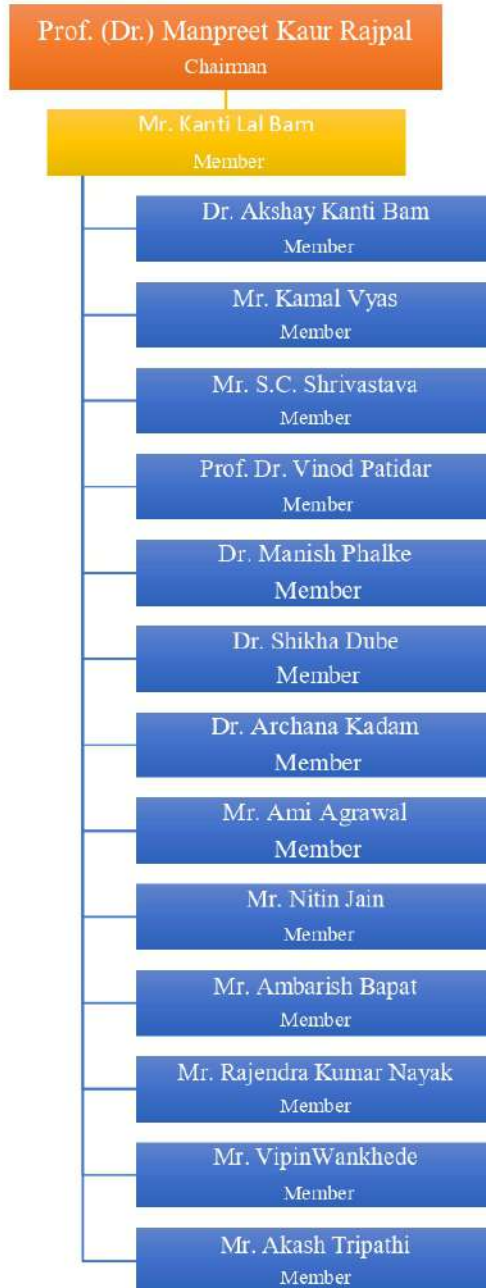 Prof. (Dr.) Manpreet Kaur Rajpal
Chairman
Mr. Kanti Lal Bam
Member
Dr. Akshay Kanti Bam
Member
Mr. Kamal Vyas
Member
Mr. S.C. Shrivastava
Member
Prof. Dr. Vinod Patidar
Member
Dr. Manish Phalke
Member
Dr. Shikha Dube
Member
Dr. Archana Kadam
Member
Mr. Ami Agrawal
Member
Mr. Nitin Jain
Member
Mr. Ambarish Bapat
Member
Mr. Rajendra Kumar Nayak
Member
Mr. VipinWankhede
Member
Mr. Akash Tripathi
Member